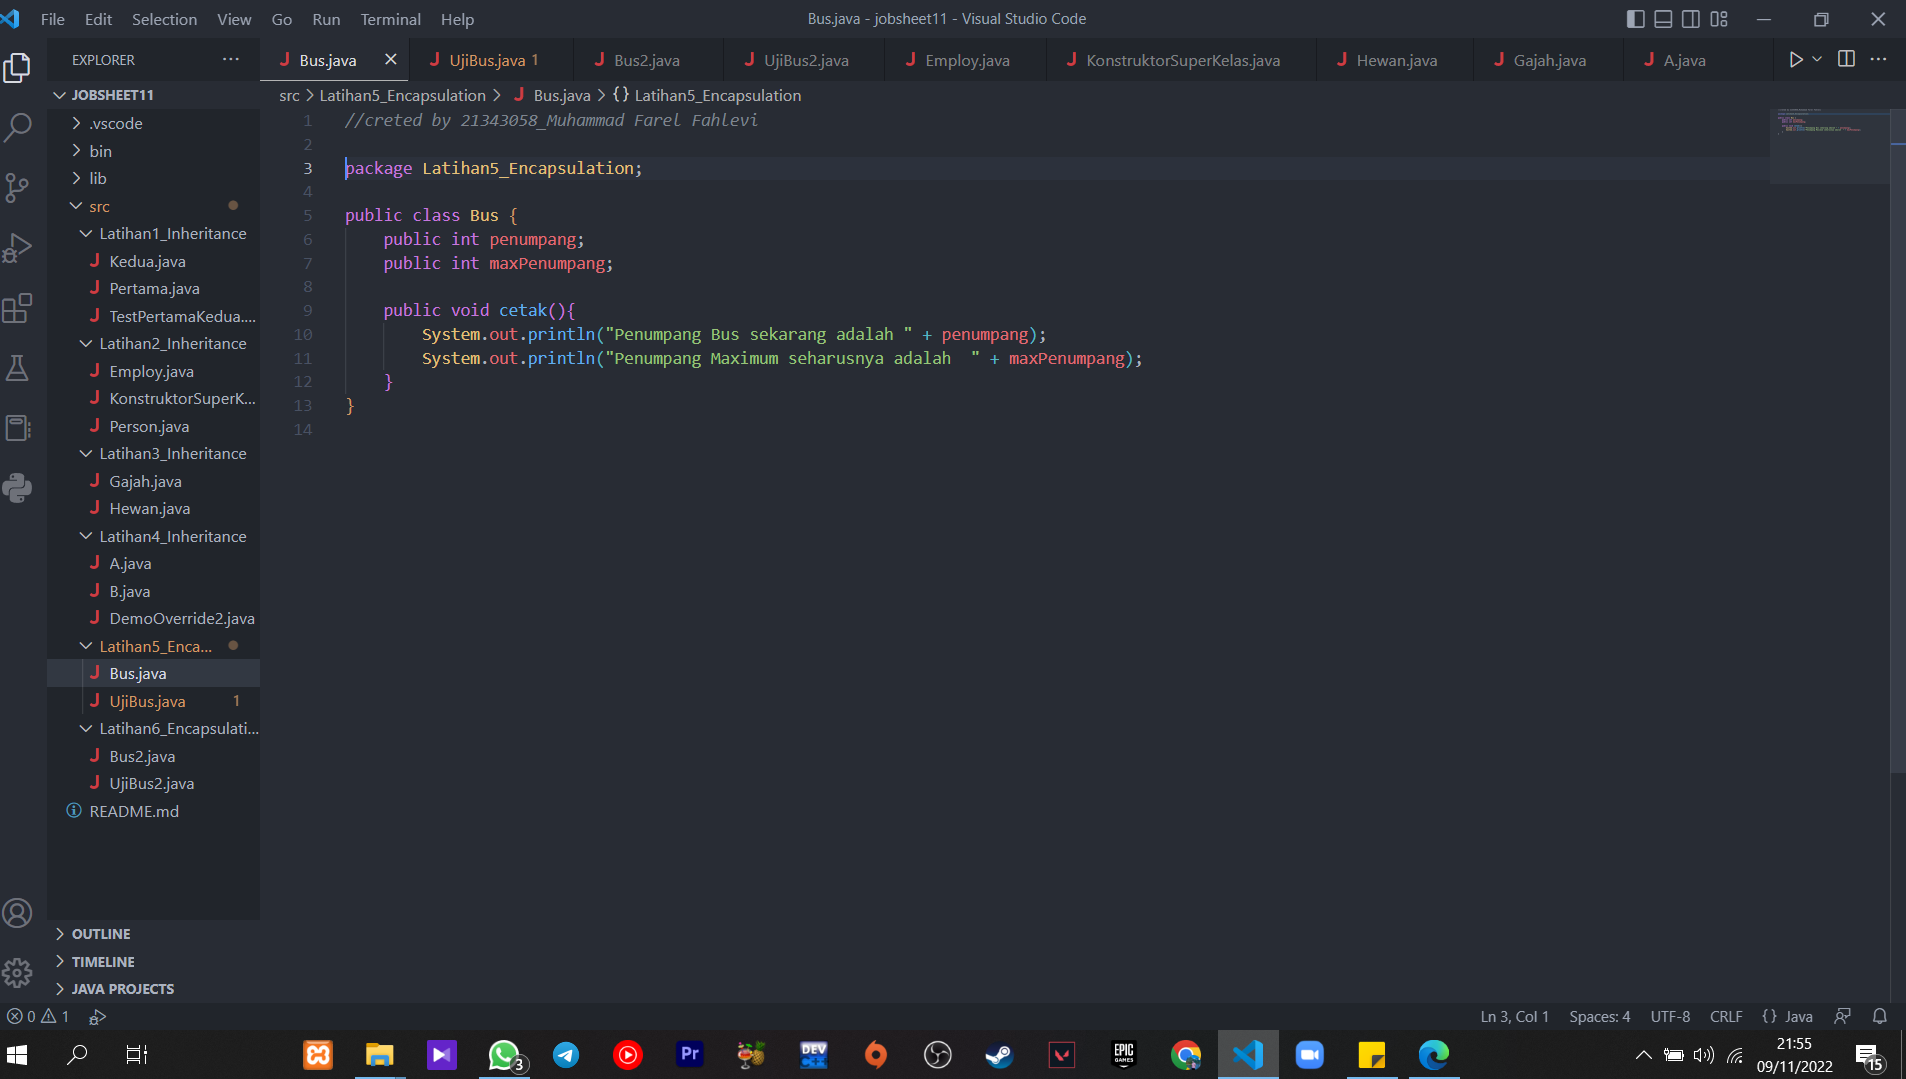 File Edit Selection View Go Run Terminal Help
Bus.java - jobsheet11 - Visual Studio Code
EXPLORER
Bus.java
UjiBus.java 1
Bus2.java
UjiBus2.java
Employ.java
KonstruktorSuperKelas.java
Hewan.java
Gajah.java
A.java
JOBSHEET11
.vscode
bin
lib
src
Latihan1_Inheritance
Kedua.java
Pertama.java
TestPertamaKedua....
Latihan2_Inheritance
Employ.java
KonstruktorSuperK...
Person.java
Latihan3_Inheritance
Gajah.java
Hewan.java
Latihan4_Inheritance
A.java
B.java
DemoOverride2.java
Latihan5_Enca...
Bus.java
UjiBus.java 1
Latihan6_Encapsulati...
Bus2.java
UjiBus2.java
README.md
OUTLINE
TIMELINE
JAVA PROJECTS
src > Latihan5_Encapsulation > Bus.java > {} Latihan5_Encapsulation
1 //creted by 21343058_Muhammad Farel Fahlevi
2
3 package Latihan5_Encapsulation;
4
5 public class Bus {
6 public int penumpang;
7 public int maxPenumpang;
8
9 public void cetak(){
10 System.out.println("Penumpang Bus sekarang adalah " + penumpang);
11 System.out.println("Penumpang Maximum seharusnya adalah  " + maxPenumpang);
12 }
13 }
14
0 1
Ln 3, Col 1 Spaces: 4 UTF-8 CRLF {} Java
3
Pr
DEV C++
EPIC GAMES
21:55
09/11/2022
15